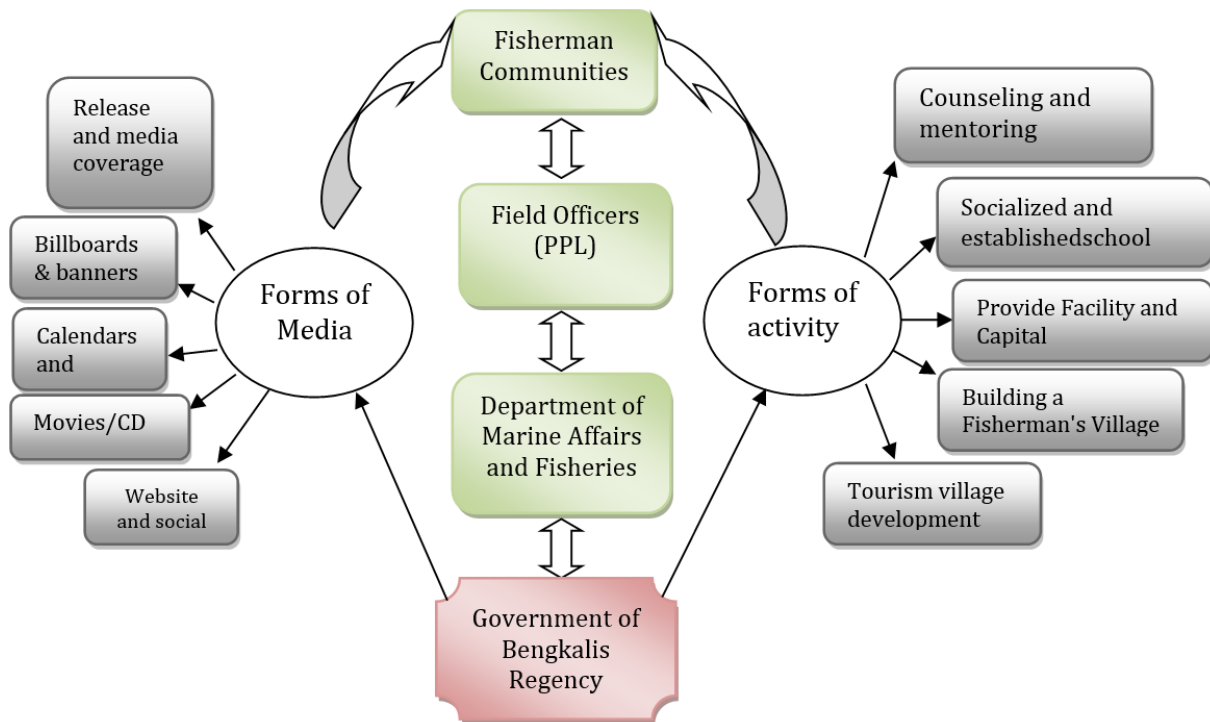 Fisherman
Communities
Release
and media
coverage
Billboards
& banners
Calendars
and
Movies/CD
Website
and social
Forms of
Media
Field Officers
(PPL)
Department of
Marine Affairs
and Fisheries
Government of
Bengkalis
Regency
Forms of
activity
Counseling and
mentoring
Socialized and
establishedschool
Provide Facility and
Capital
Building a
Fisherman's Village
Tourism village
development